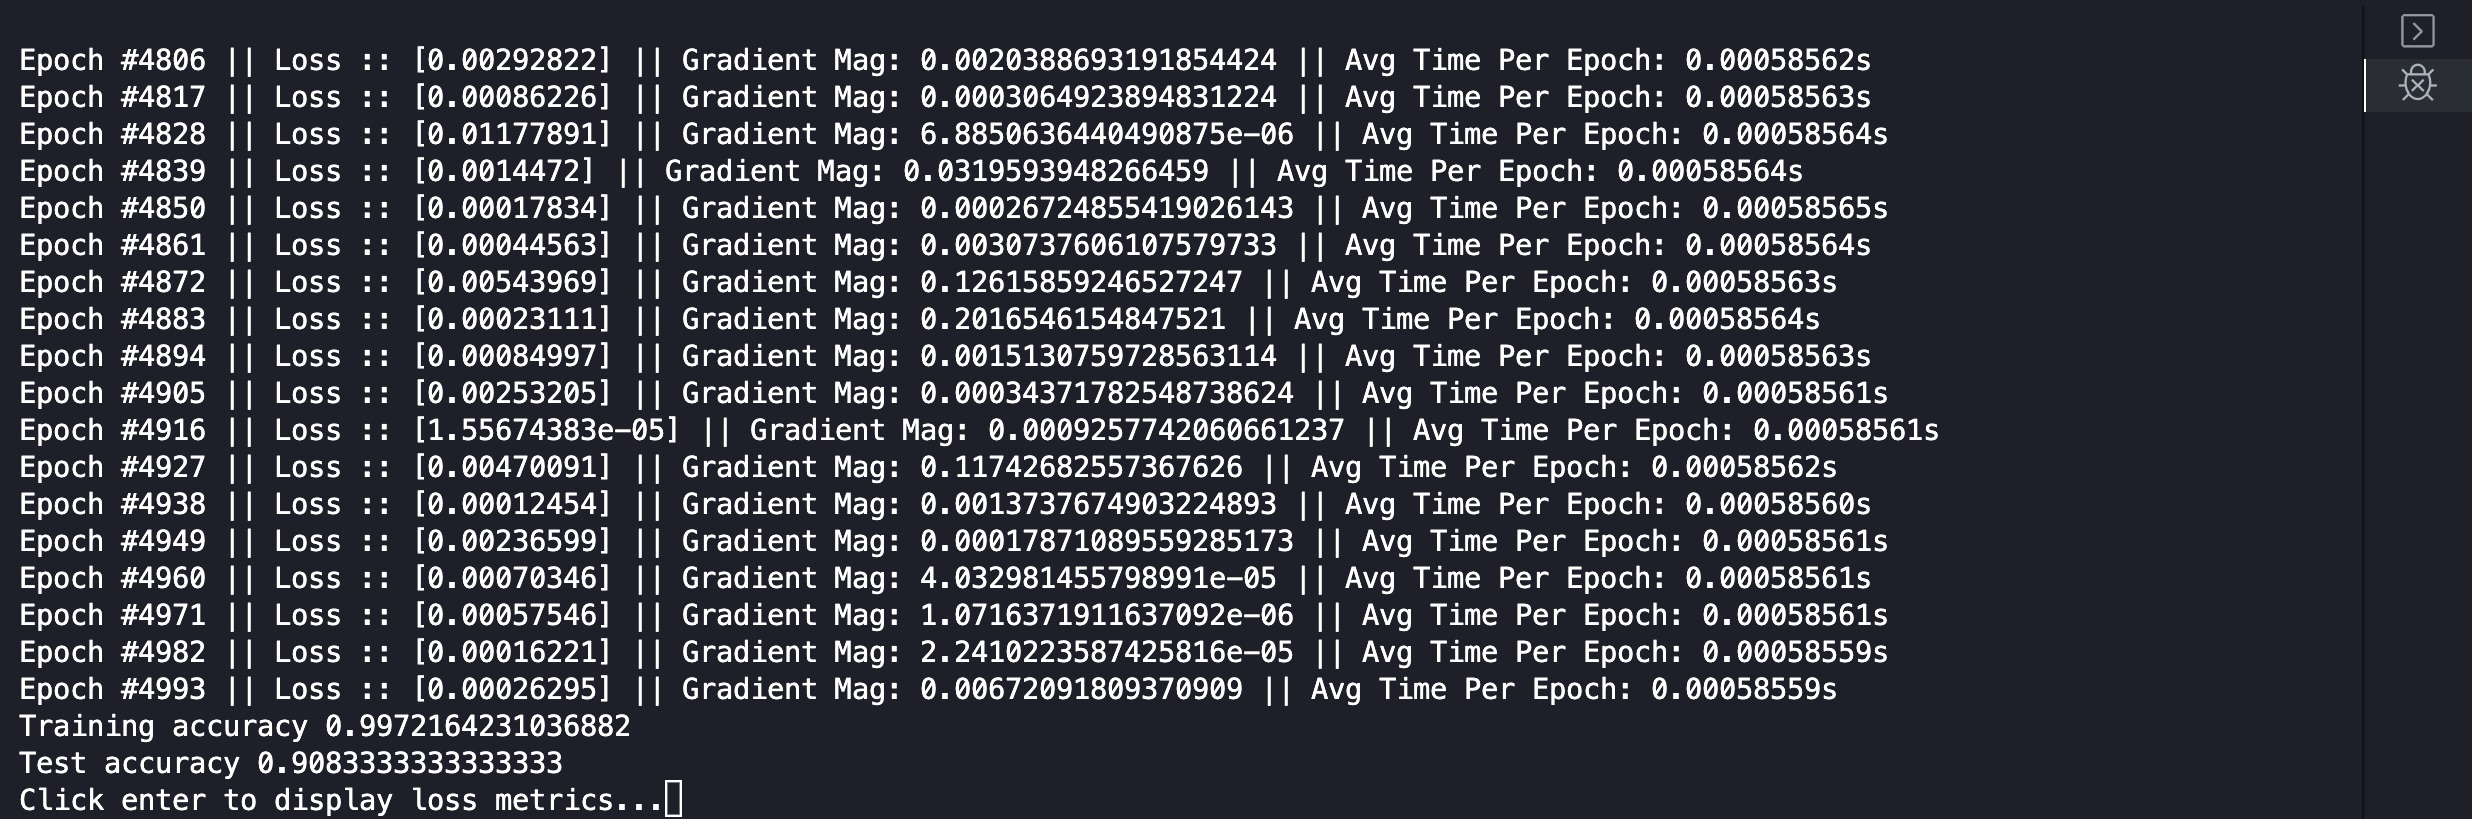 Epoch #4806 || Loss :: [0.00292822] || Gradient Mag: 0.0020388693191854424 || Avg Time Per Epoch: 0.00058562s
Epoch #4817 || Loss :: [0.00086226] || Gradient Mag: 0.0003064923894831224 || Avg Time Per Epoch: 0.00058563s
Epoch #4828 || Loss :: [0.01177891] || Gradient Mag: 6.8850636440490875e-06 || Avg Time Per Epoch: 0.00058564s
Epoch #4839 || Loss :: [0.0014472] || Gradient Mag: 0.0319593948266459 || Avg Time Per Epoch: 0.00058564s
Epoch #4850 || Loss :: [0.00017834] || Gradient Mag: 0.00026724855419026143 || Avg Time Per Epoch: 0.00058565s
Epoch #4861 || Loss :: [0.00044563] || Gradient Mag: 0.0030737606107579733 || Avg Time Per Epoch: 0.00058564s
Epoch #4872 || Loss :: [0.00543969] || Gradient Mag: 0.12615859246527247 || Avg Time Per Epoch: 0.00058563s
Epoch #4883 || Loss :: [0.00023111] || Gradient Mag: 0.2016546154847521 || Avg Time Per Epoch: 0.00058564s
Epoch #4894 || Loss :: [0.00084997] || Gradient Mag: 0.0015130759728563114 || Avg Time Per Epoch: 0.00058563s
Epoch #4905 || Loss :: [0.00253205] || Gradient Mag: 0.00034371782548738624 || Avg Time Per Epoch: 0.00058561s
Epoch #4916 || Loss :: [1.55674383e-05] || Gradient Mag: 0.0009257742060661237 || Avg Time Per Epoch: 0.00058561s
Epoch #4927 || Loss :: [0.00470091] || Gradient Mag: 0.11742682557367626 || Avg Time Per Epoch: 0.00058562s
Epoch #4938 || Loss :: [0.00012454] || Gradient Mag: 0.0013737674903224893 || Avg Time Per Epoch: 0.00058560s
Epoch #4949 || Loss :: [0.00236599] || Gradient Mag: 0.00017871089559285173 || Avg Time Per Epoch: 0.00058561s
Epoch #4960 || Loss :: [0.00070346] || Gradient Mag: 4.032981455798991e-05 || Avg Time Per Epoch: 0.00058561s
Epoch #4971 || Loss :: [0.00057546] || Gradient Mag: 1.0716371911637092e-06 || Avg Time Per Epoch: 0.00058561s
Epoch #4982 || Loss :: [0.00016221] || Gradient Mag: 2.2410223587425816e-05 || Avg Time Per Epoch: 0.00058559s
Epoch #4993 || Loss :: [0.00026295] || Gradient Mag: 0.00672091809370909 || Avg Time Per Epoch: 0.00058559s
Training accuracy 0.9972164231036882
Test accuracy 0.9083333333333333
Click enter to display loss metrics...